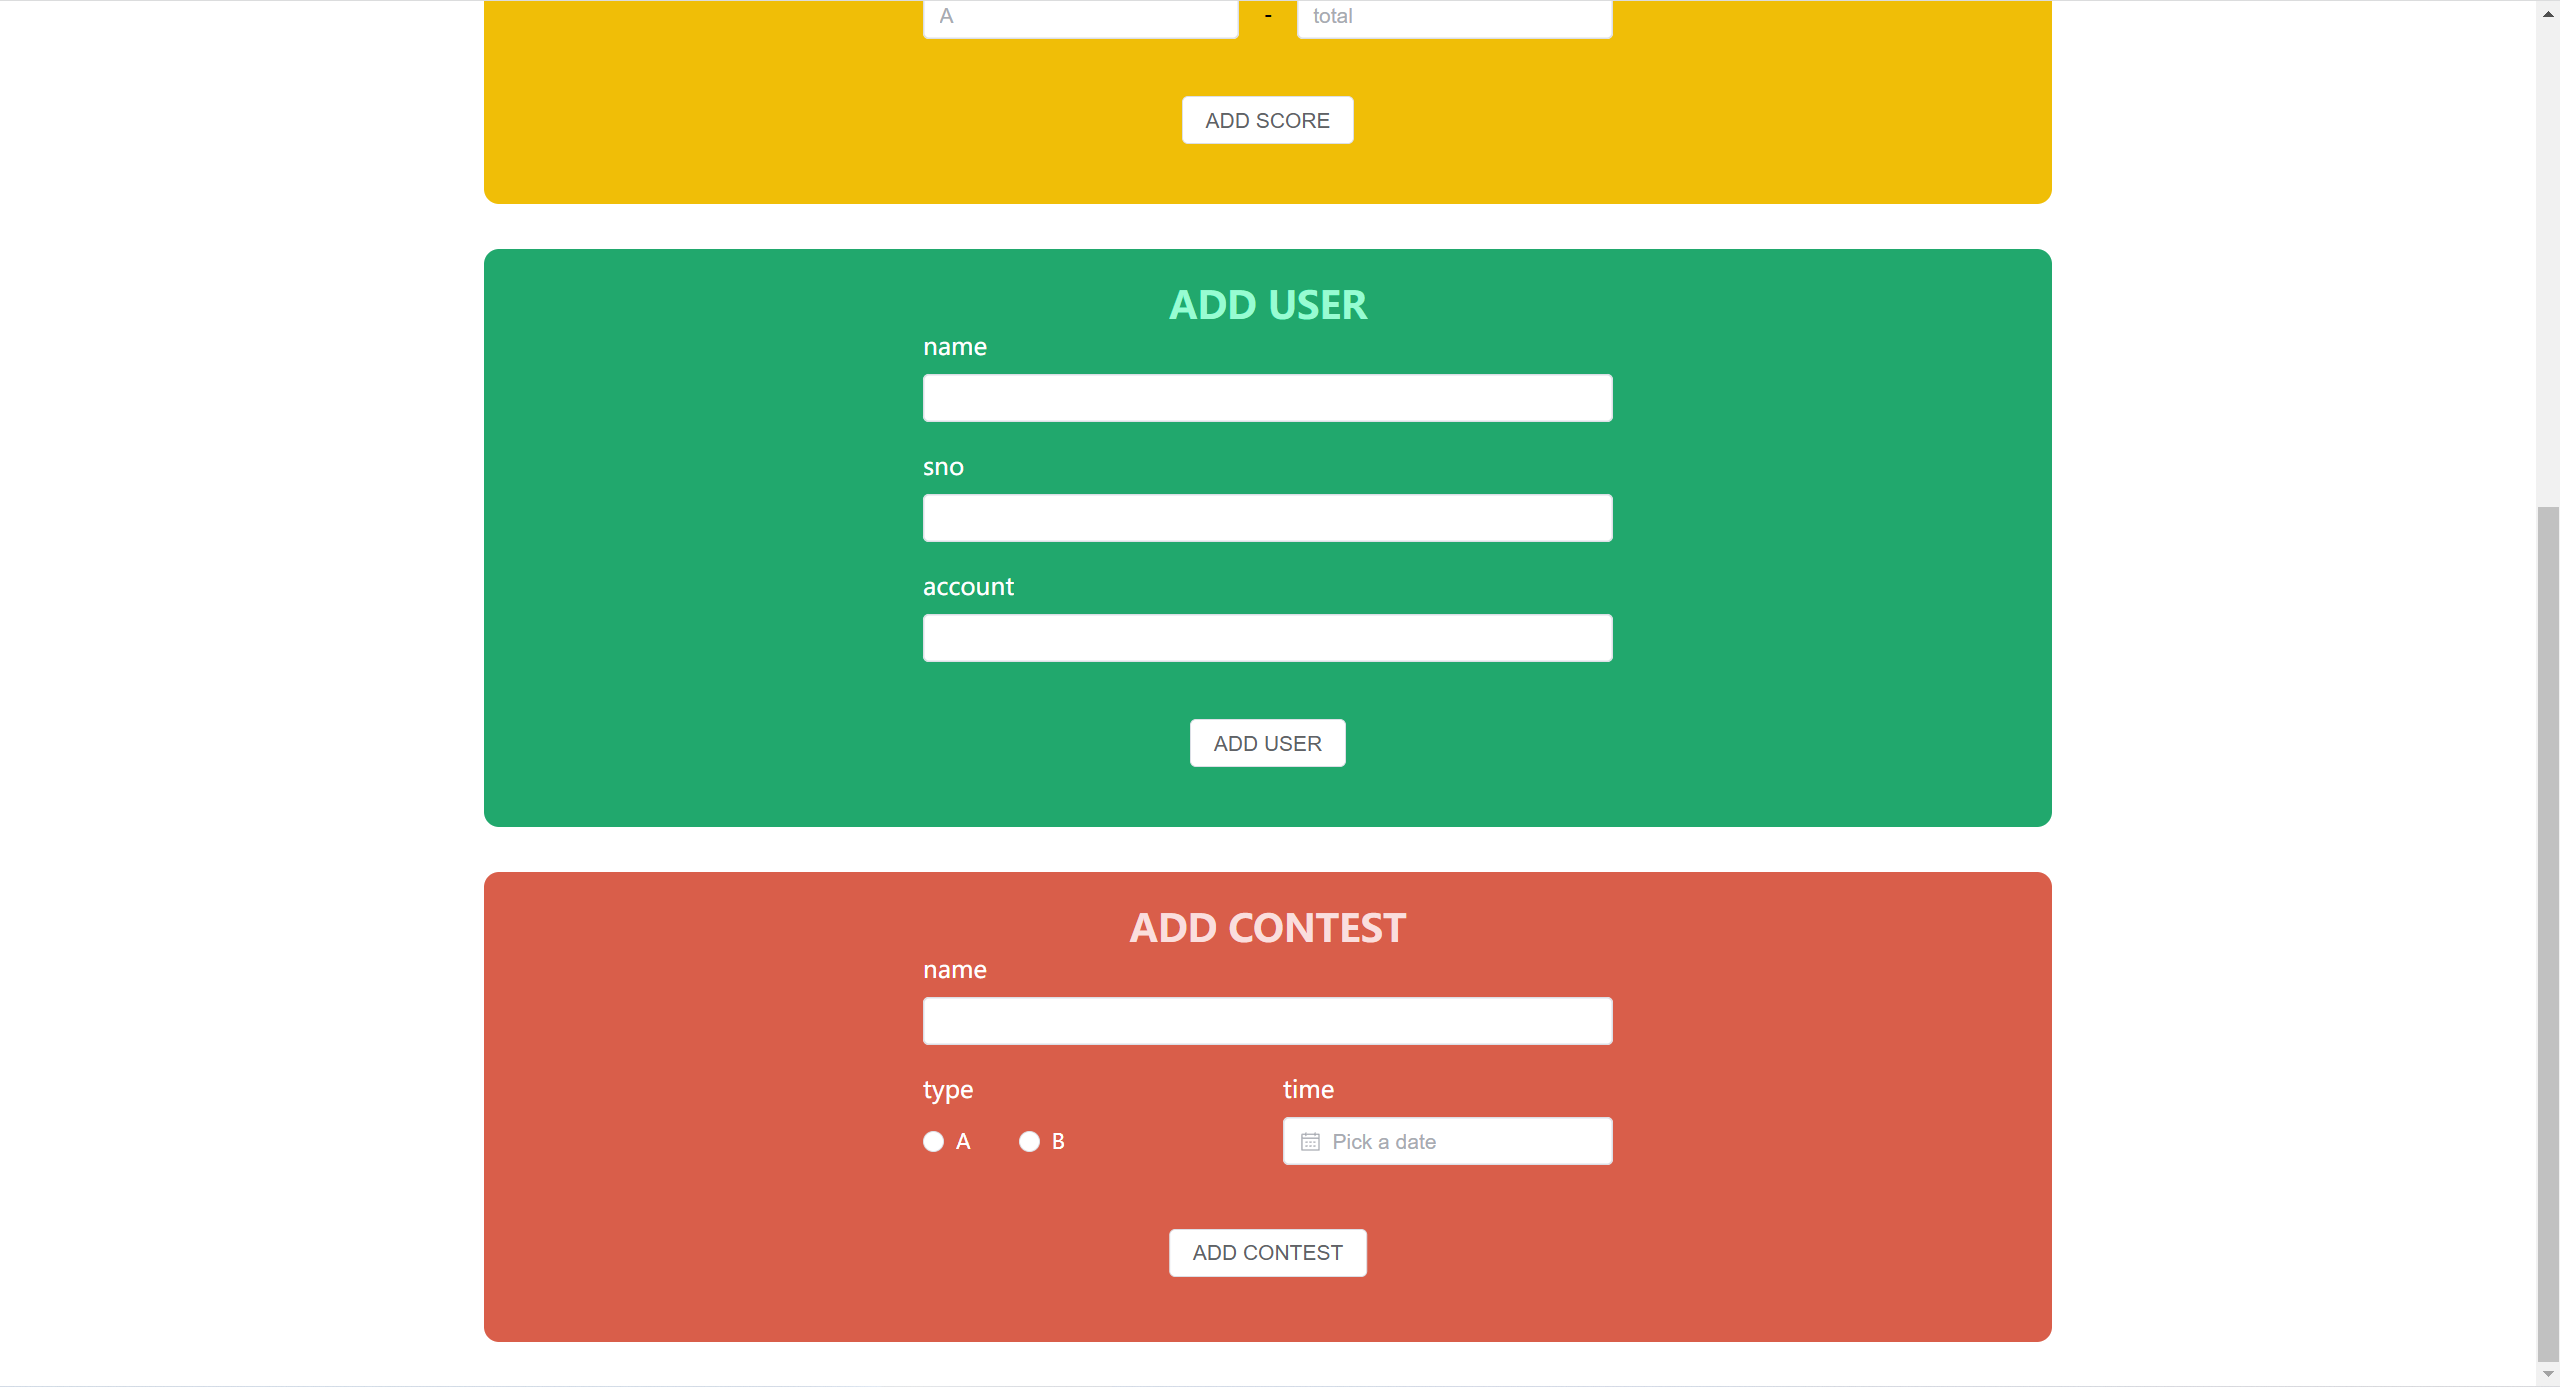 A - total
ADD SCORE
ADD USER
name
sno
account
ADD USER
ADD CONTEST
name
type time
A B Pick a date
ADD CONTEST